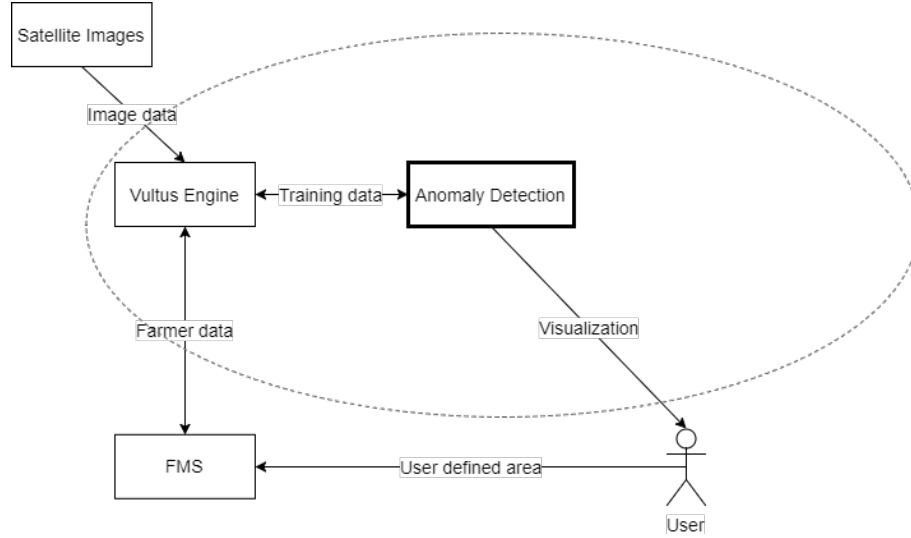 Satellite Images
Image data
Vultus Engine
Training data
Anomaly Detection
Farmer data
Visualization
FMS
User defined area
User